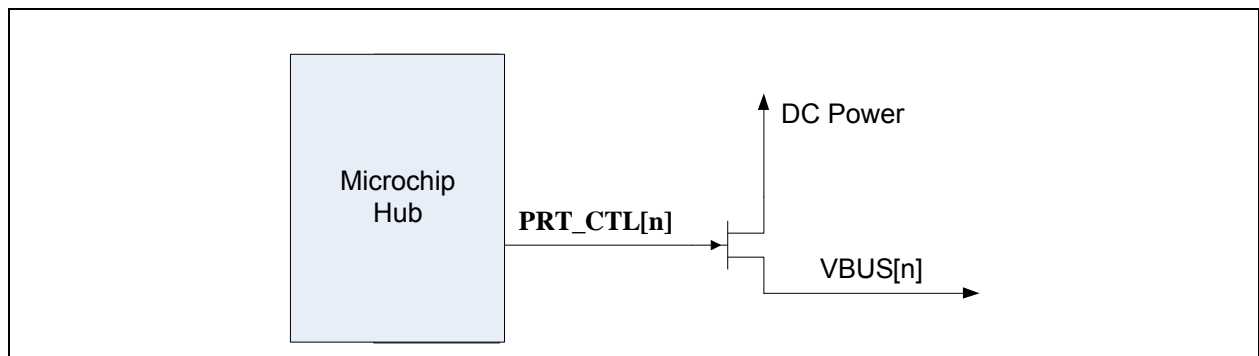 DC Power
Microchip
Hub
PRT_CTL[n]
VBUS[n]